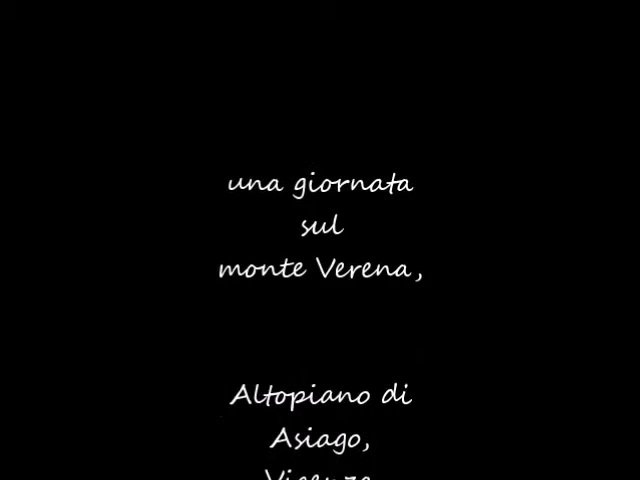 una giornata
sul
monte Verena,
Altopiano di
Asiago,